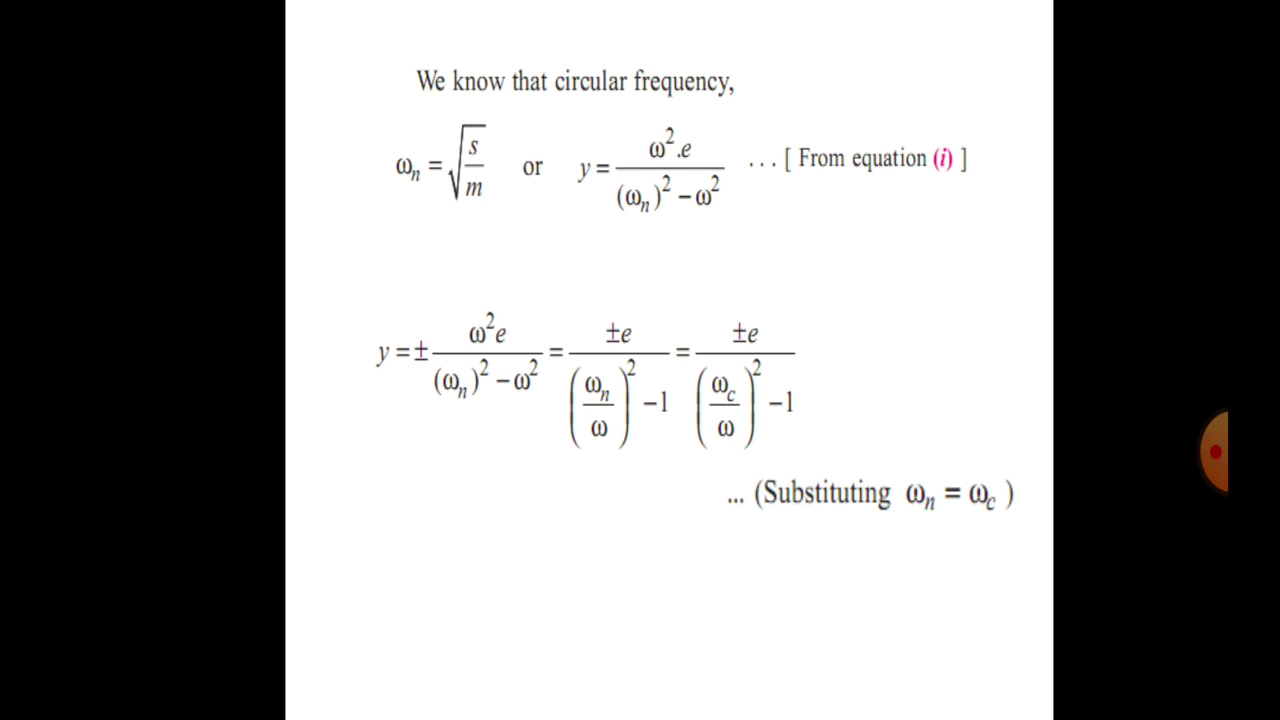 We know that circular frequency,
ωn = √(s/m) or y = ω².e / ((ωn)² − ω²) ... [ From equation (i) ]
y = ± ω²e / ((ωn)² − ω²) = ±e / ((ωn/ω)² − 1) = ±e / ((ωc/ω)² − 1)
... (Substituting ωn = ωc )